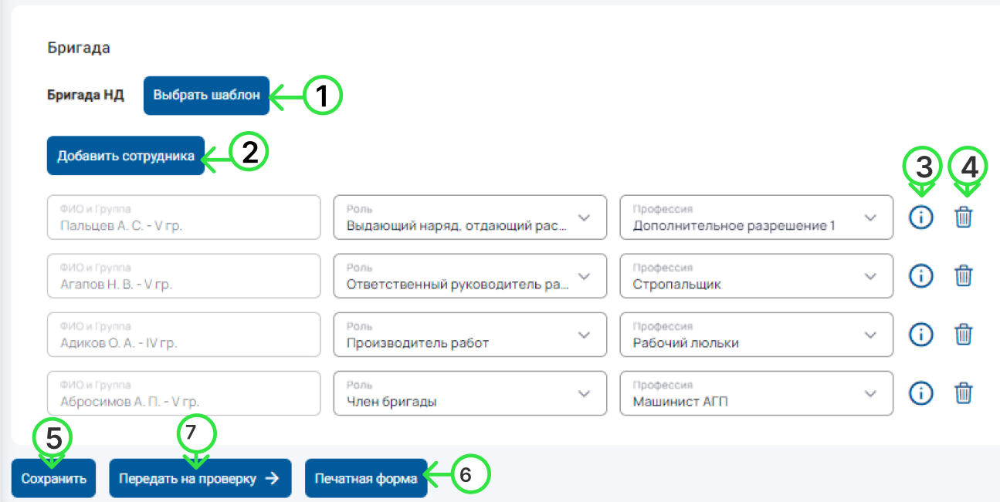 Бригада
Бригада НД
Выбрать шаблон
1
Добавить сотрудника
2
3
4
ФИО и Группа
Пальцев А. С. - V гр.
Роль
Выдающий наряд, отдающий рас...
Профессия
Дополнительное разрешение 1
ФИО и Группа
Агапов Н. В. - V гр.
Роль
Ответственный руководитель ра...
Профессия
Стропальщик
ФИО и Группа
Адиков О. А. - IV гр.
Роль
Производитель работ
Профессия
Рабочий люльки
ФИО и Группа
Абросимов А. П. - V гр.
Роль
Член бригады
Профессия
Машинист АГП
5
7
Сохранить
Передать на проверку →
Печатная форма
6